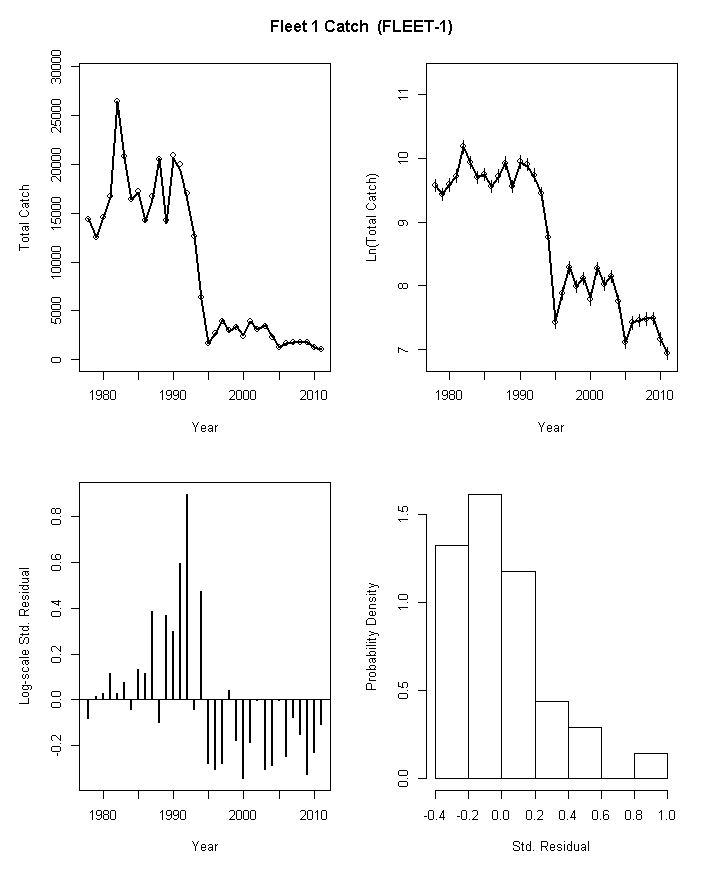 Fleet 1 Catch (FLEET-1)
Total Catch
0 5000 10000 15000 20000 25000 30000
1980 1990 2000 2010
Year
Ln(Total Catch)
7 8 9 10 11
1980 1990 2000 2010
Year
Log-scale Std. Residual
-0.2 0.0 0.2 0.4 0.6 0.8
1980 1990 2000 2010
Year
Probability Density
0.0 0.5 1.0 1.5
-0.4 -0.2 0.0 0.2 0.4 0.6 0.8 1.0
Std. Residual